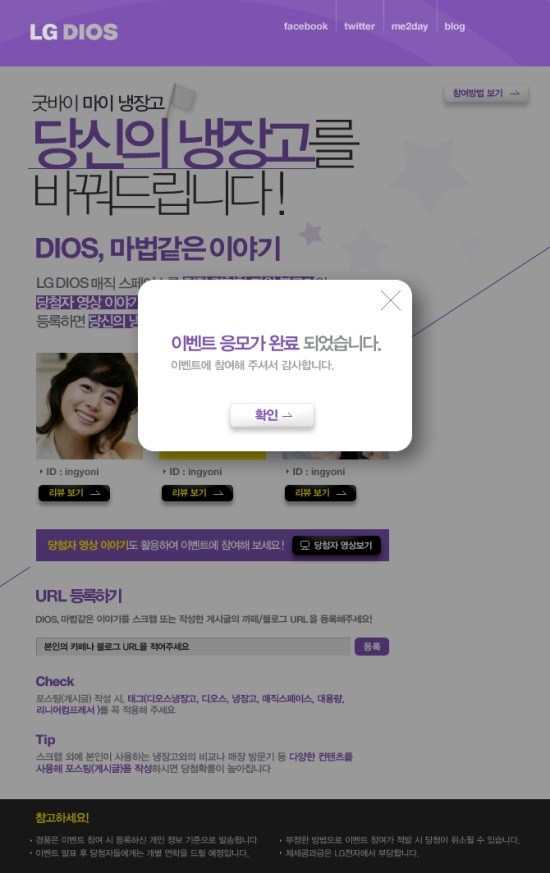 LG DIOS
facebook
twitter
me2day
blog
참여방법 보기
굿바이 마이 냉장고
당신의 냉장고를
바꿔드립니다!
DIOS, 마법같은 이야기
LG DIOS 매직 스페이스를
당첨자 영상 이야기
등록하면 당신의 냉
이벤트 응모가 완료 되었습니다.
이벤트에 참여해 주셔서 감사합니다.
확인
ID : ingyoni
ID : ingyoni
ID : ingyoni
리뷰 보기
리뷰 보기
리뷰 보기
당첨자 영상 이야기도 활용하여 이벤트에 참여해 보세요!
당첨자 영상보기
URL 등록하기
DIOS, 마법같은 이야기를 스크랩 또는 작성한 게시글의 까페/블로그 URL을 등록해주세요!
본인의 카페나 블로그 URL을 적어주세요
등록
Check
포스팅(게시글) 작성 시, 태그(디오스냉장고, 디오스, 냉장고, 매직스페이스, 대용량,
리니어컴프레서 )를 꼭 적용해 주세요
Tip
스크랩 외에 본인이 사용하는 냉장고와의 비교나 매장 방문기 등 다양한 컨텐츠를
사용해 포스팅(게시글)을 작성하시면 당첨확률이 높아집니다
참고하세요!
경품은 이벤트 참여 시 등록하신 개인 정보 기준으로 발송됩니다
이벤트 발표 후 당첨자들에게는 개별 연락을 드릴 예정입니다.
부정한 방법으로 이벤트 참여가 적발 시 당첨이 취소될 수 있습니다.
제세공과금은 LG전자에서 부담합니다.